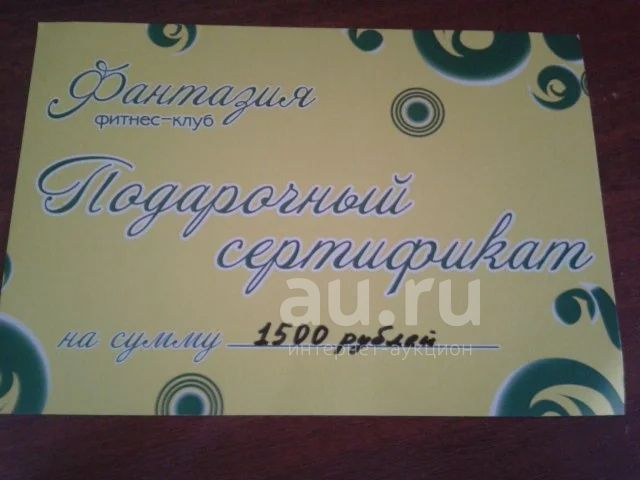 Фантазия
фитнес-клуб
Подарочный
сертификат
au.ru
на сумму 1500 рублей
интернет-аукцион